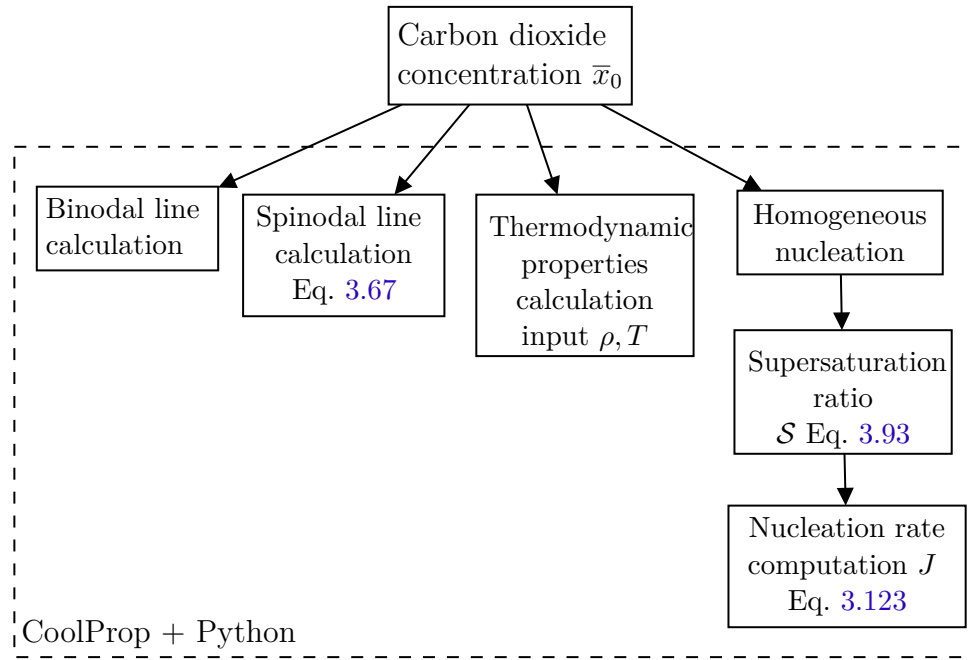 Carbon dioxide
concentration x̅₀
Binodal line
calculation
Spinodal line
calculation
Eq. 3.67
Thermodynamic
properties
calculation
input ρ, T
Homogeneous
nucleation
Supersaturation
ratio
𝒮 Eq. 3.93
Nucleation rate
computation J
Eq. 3.123
CoolProp + Python